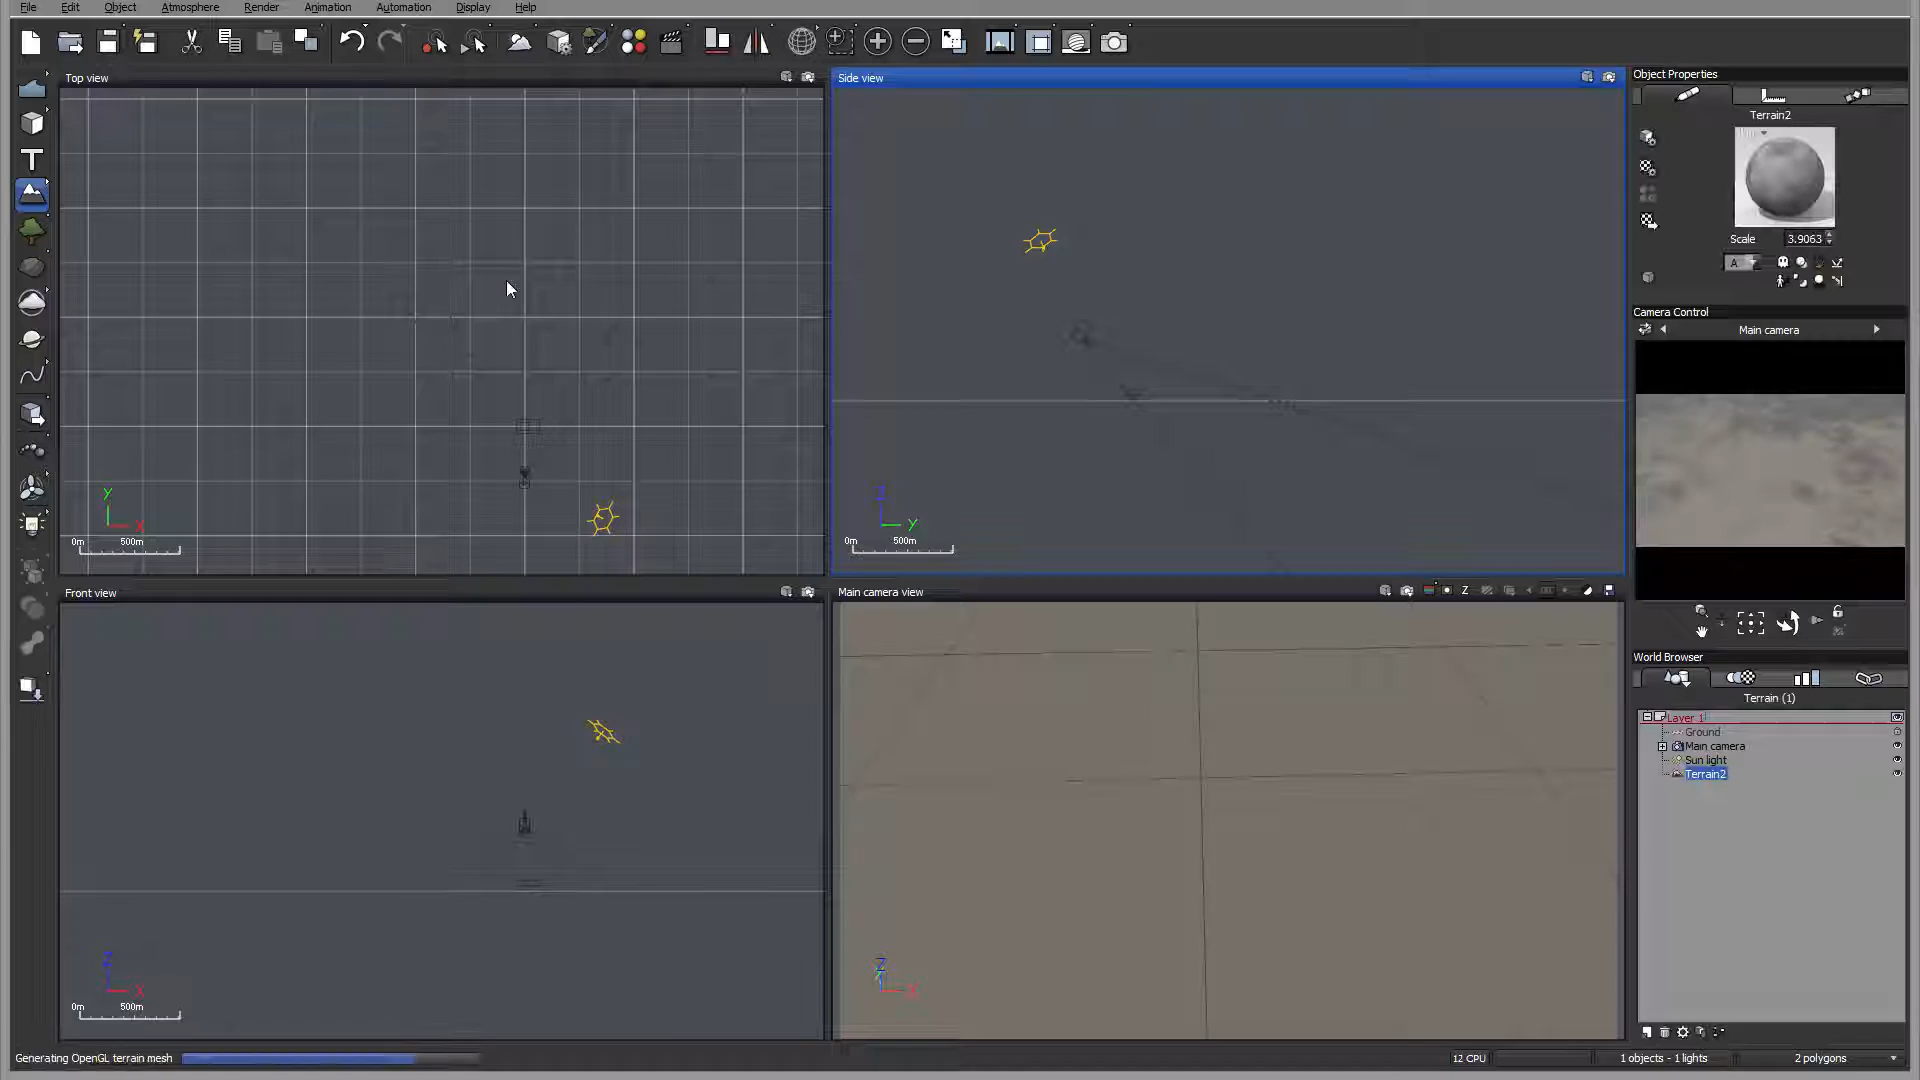 File Edit Object Atmosphere Render Animation Automation Display Help
Top view
Side view
Object Properties
Terrain2
Scale 3.9063
A
Camera Control
Main camera
Y
X
0m 500m
Z
Y
0m 500m
Front view
Main camera view
Z
World Browser
Terrain (1)
Layer 1
Ground
Main camera
Sun light
Terrain2
Z
X
0m 500m
Z
X
Generating OpenGL terrain mesh
12 CPU
1 objects - 1 lights
2 polygons